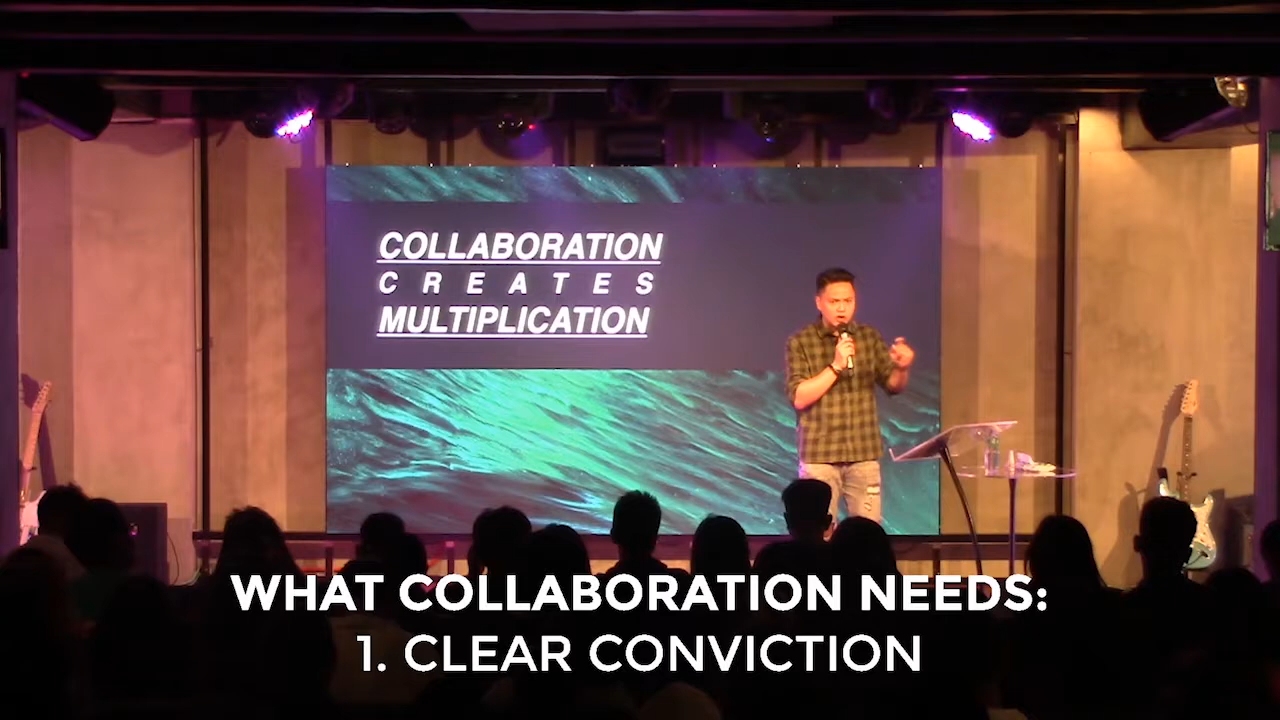 COLLABORATION
CREATES
MULTIPLICATION
WHAT COLLABORATION NEEDS:
1. CLEAR CONVICTION